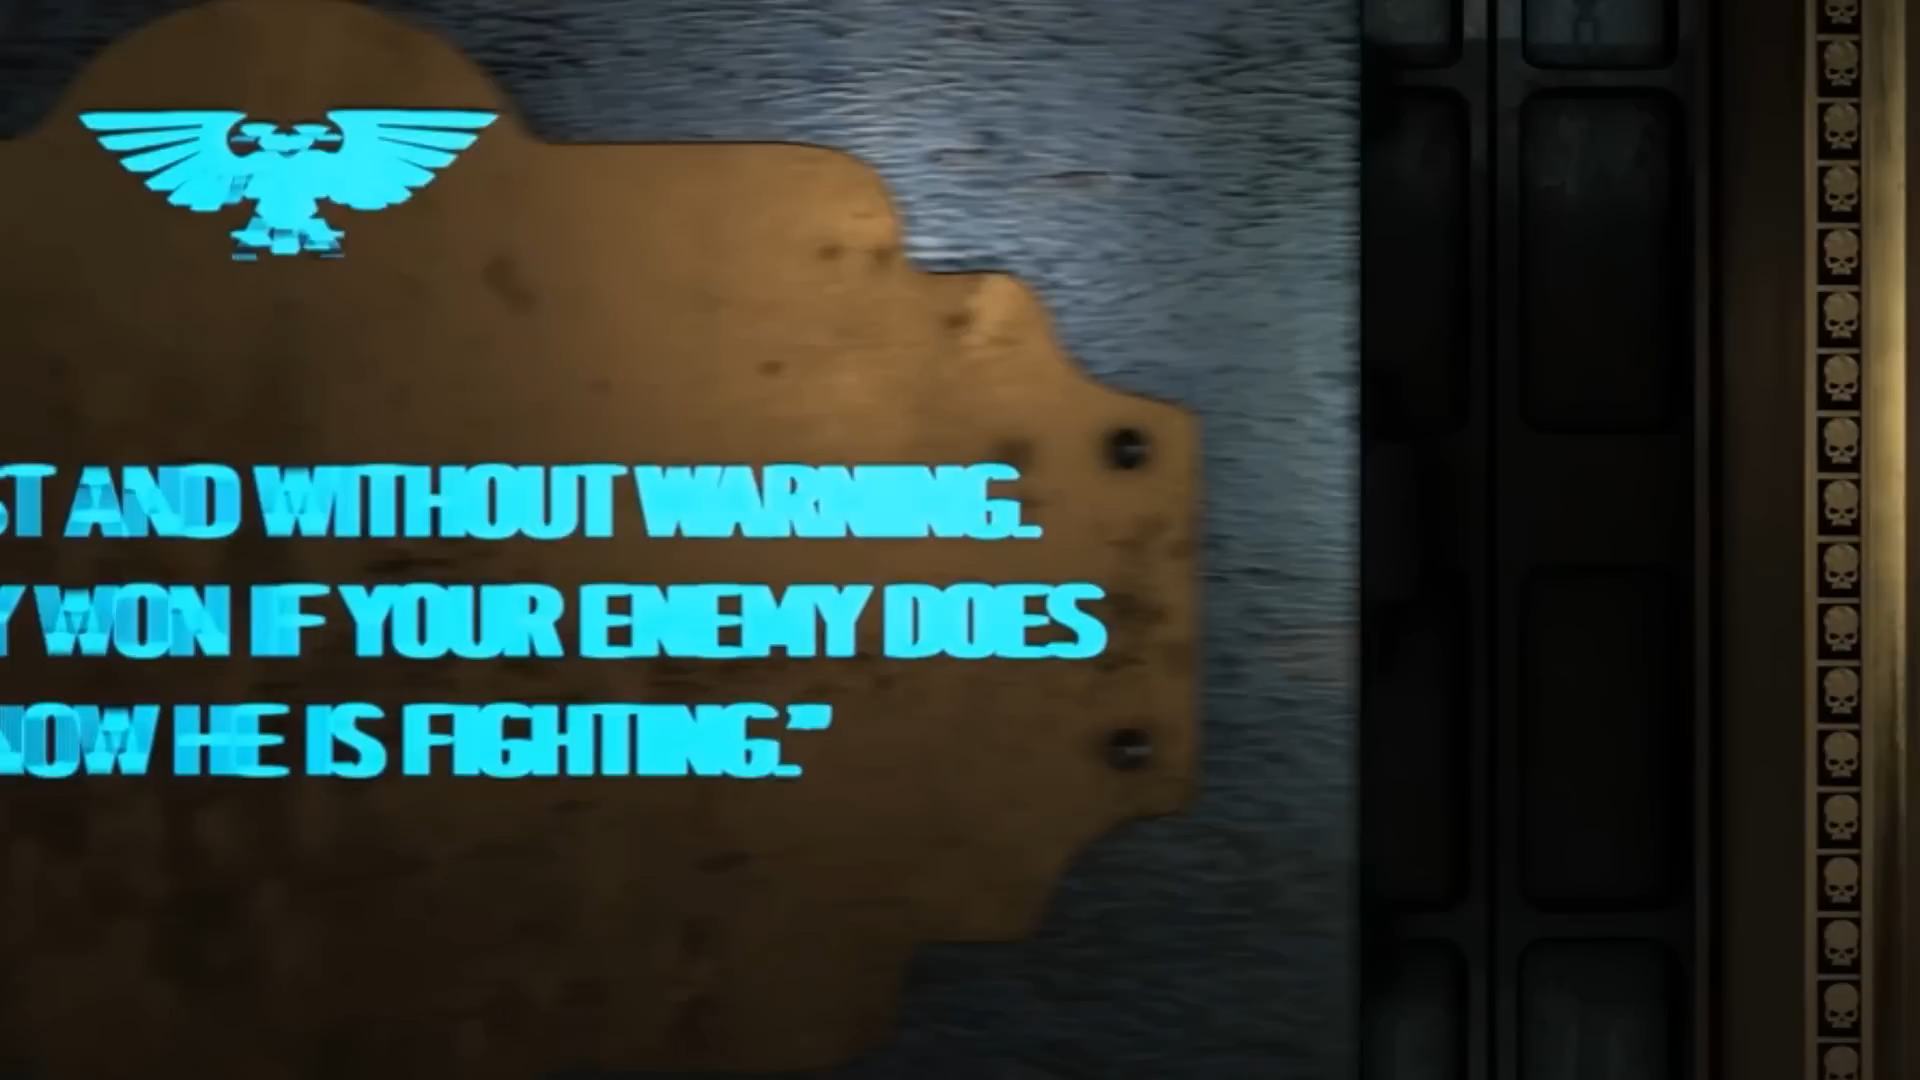 ST AND WITHOUT WARNING.
Y WON IF YOUR ENEMY DOES
NOW HE IS FIGHTING."